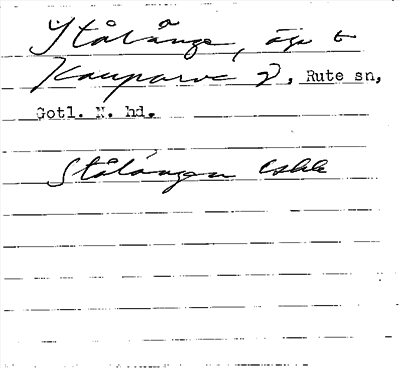 Stålänge, äga t
Kauparve 2, Rute sn,
Gotl. N. hd.
Stålängen